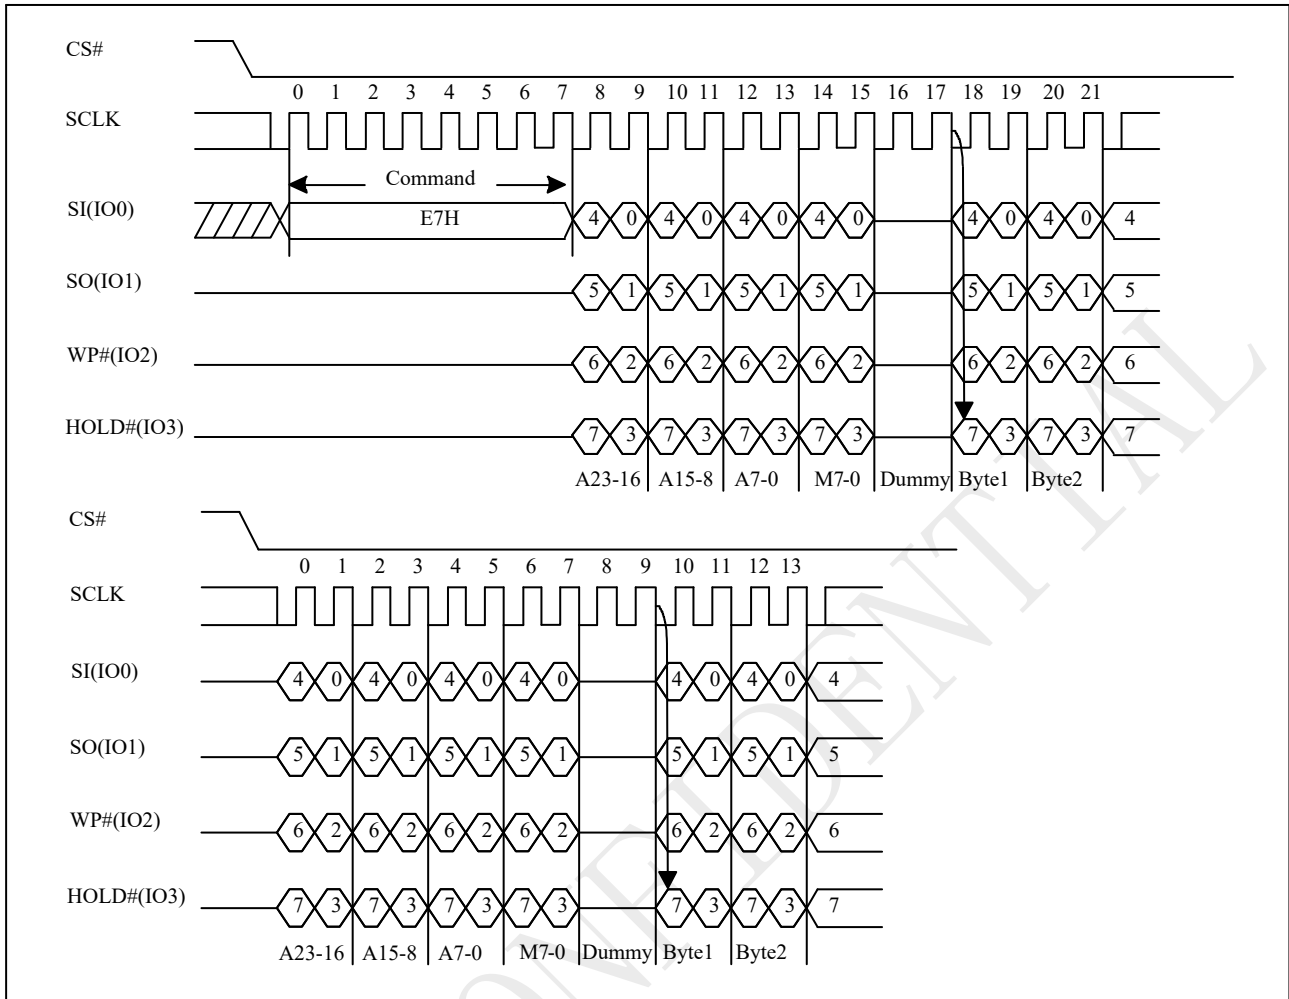 CS#
0 1 2 3 4 5 6 7 8 9 10 11 12 13 14 15 16 17 18 19 20 21
SCLK
Command
SI(IO0) E7H 4 0 4 0 4 0 4 0 4 0 4 0 4
SO(IO1) 5 1 5 1 5 1 5 1 5 1 5 1 5
WP#(IO2) 6 2 6 2 6 2 6 2 6 2 6 2 6
HOLD#(IO3) 7 3 7 3 7 3 7 3 7 3 7 3 7
A23-16 A15-8 A7-0 M7-0 Dummy Byte1 Byte2
CS#
0 1 2 3 4 5 6 7 8 9 10 11 12 13
SCLK
SI(IO0) 4 0 4 0 4 0 4 0 4 0 4 0 4
SO(IO1) 5 1 5 1 5 1 5 1 5 1 5 1 5
WP#(IO2) 6 2 6 2 6 2 6 2 6 2 6 2 6
HOLD#(IO3) 7 3 7 3 7 3 7 3 7 3 7 3 7
A23-16 A15-8 A7-0 M7-0 Dummy Byte1 Byte2
ONFIDENTIAL